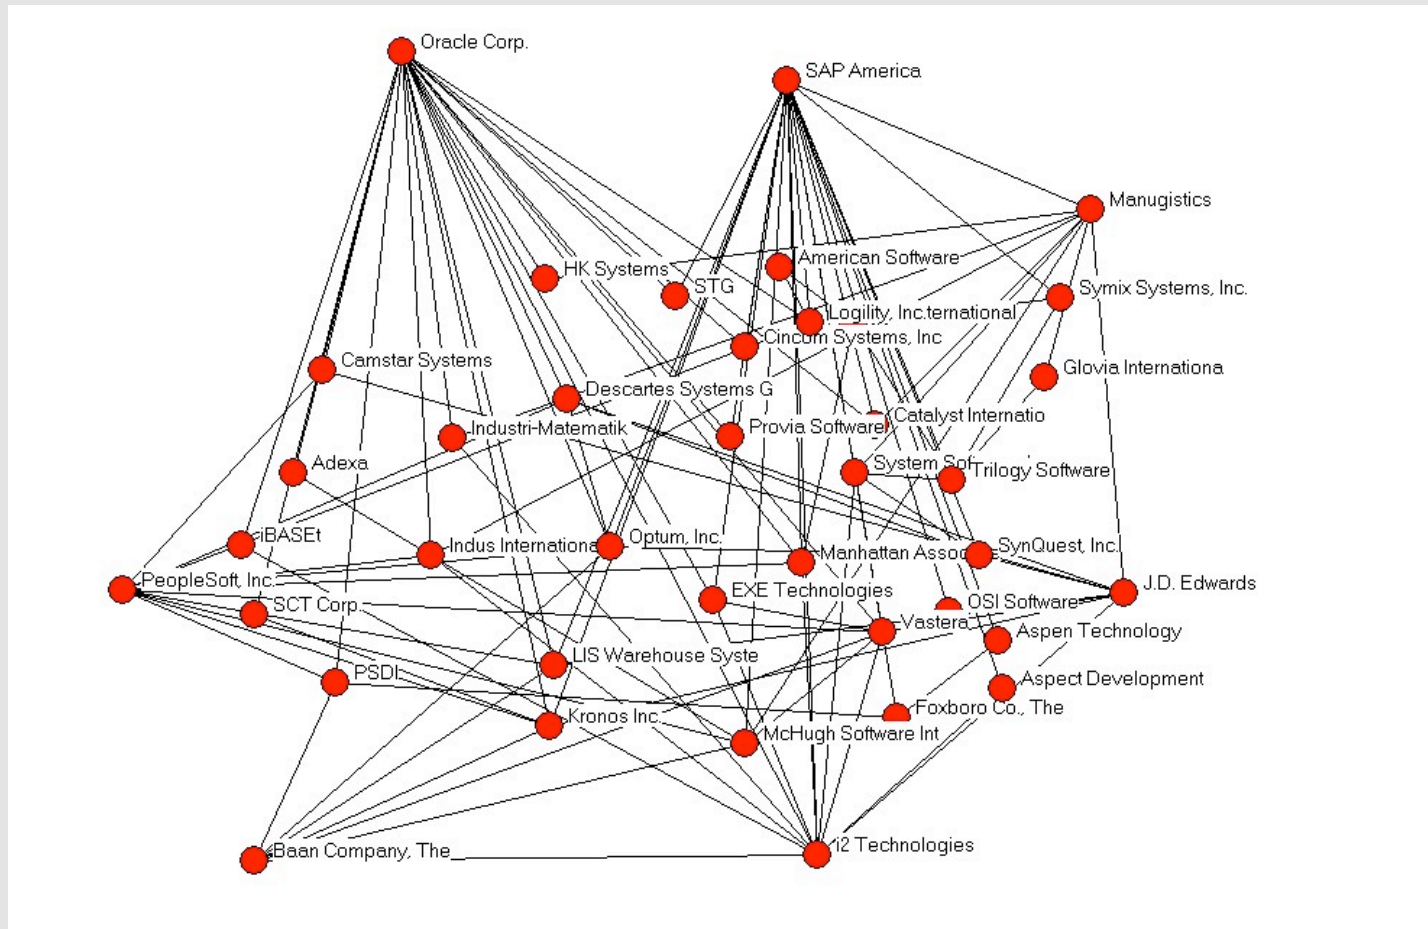 Oracle Corp.
SAP America
Manugistics
American Software
HK Systems
STG
Symix Systems, Inc.
Logility, Inc.ternational
Cincom Systems, Inc
Camstar Systems
Glovia Internationa
Descartes Systems G
Catalyst Internatio
Industri-Matematik
Provia Software
Adexa
System Sof
Trilogy Software
iBASEt
Optum, Inc.
Indus Internationa
Manhattan Assoc
SynQuest, Inc.
PeopleSoft, Inc.
J.D. Edwards
EXE Technologies
SCT Corp.
OSI Software
Vastera
Aspen Technology
LIS Warehouse Syste
PSDI
Aspect Development
Foxboro Co., The
Kronos Inc
McHugh Software Int
i2 Technologies
Baan Company, The